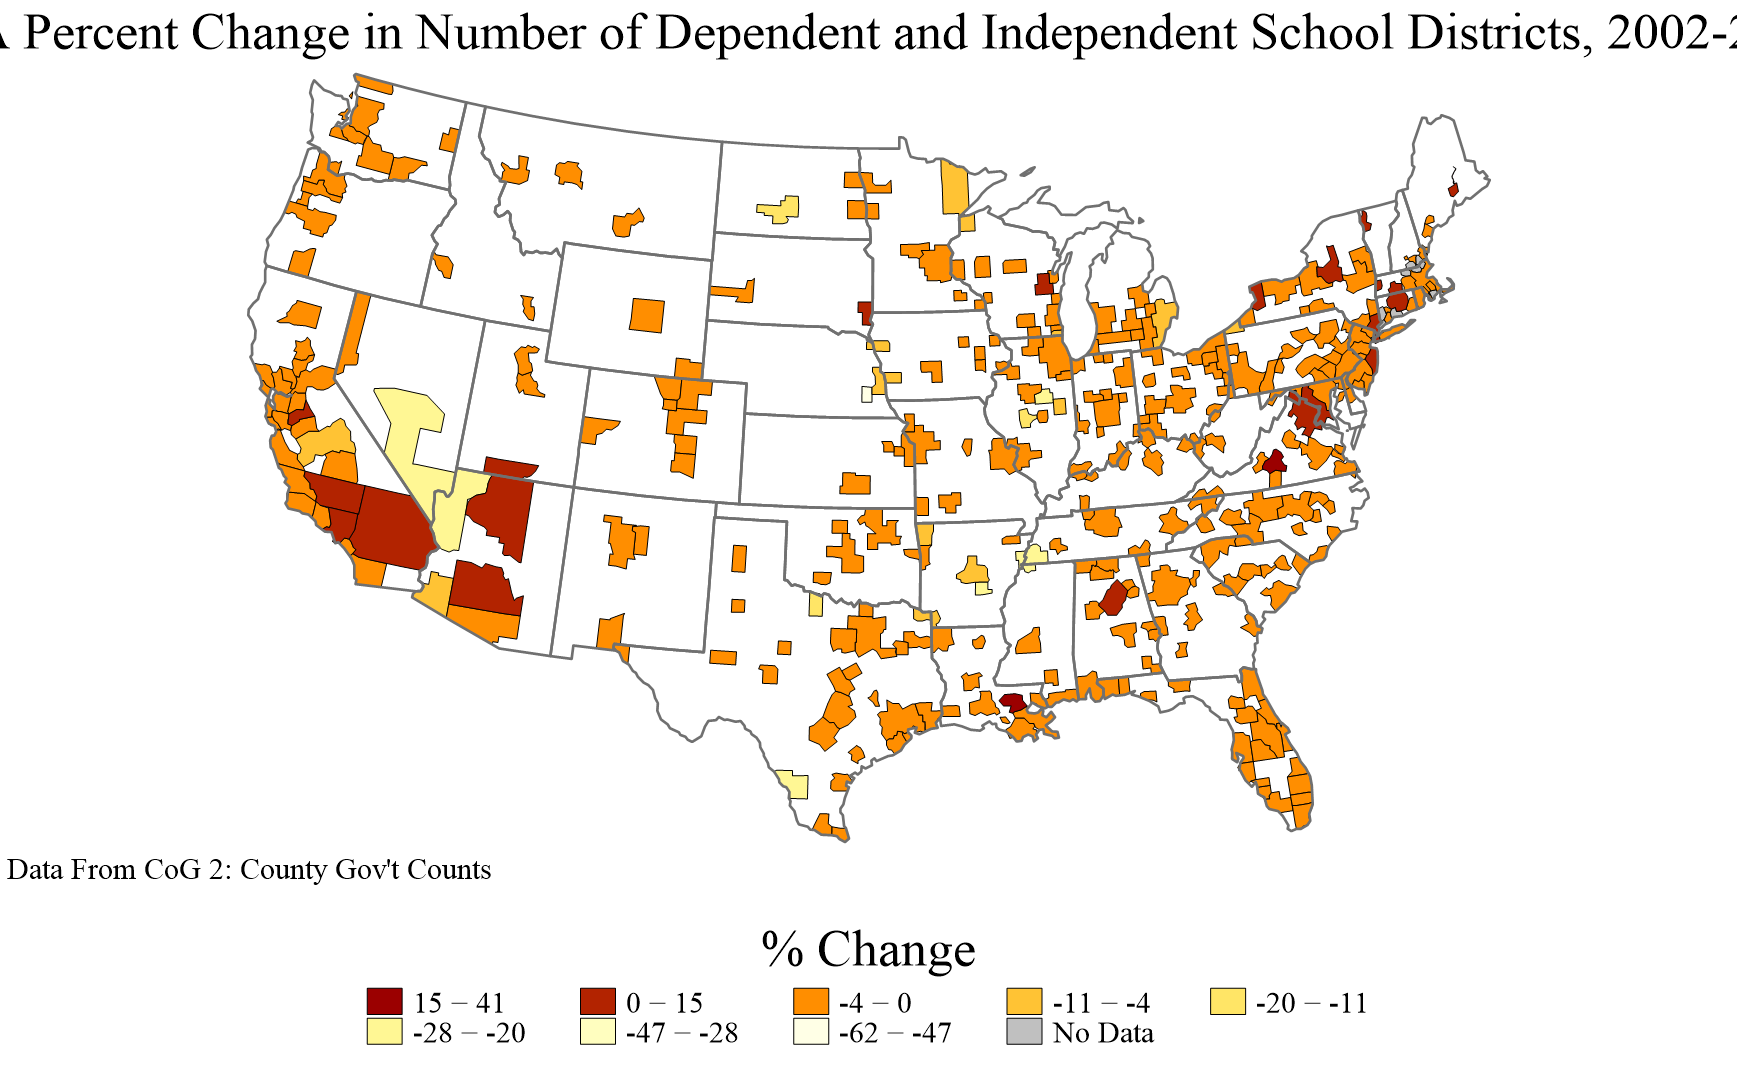 A Percent Change in Number of Dependent and Independent School Districts, 2002-2
Data From CoG 2: County Gov't Counts
% Change
15 – 41 0 – 15 -4 – 0 -11 – -4 -20 – -11
-28 – -20 -47 – -28 -62 – -47 No Data